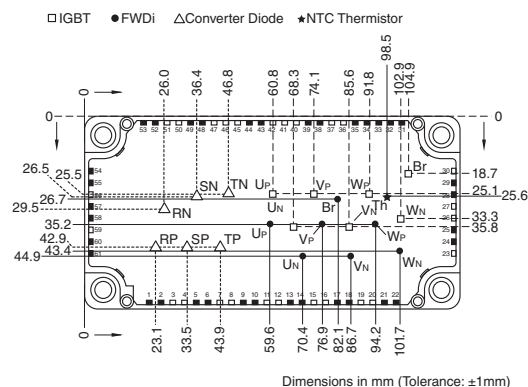 □ IGBT ● FWDi △ Converter Diode ★ NTC Thermistor
0
26.0
36.4
46.8
60.8
68.3
74.1
85.6
91.8
98.5
102.9
104.9
0
0
53 52 51 50 49 48 47 46 45 44 43 42 41 40 39 38 37 36 35 34 33 32 31
54
55
56
57
58
59
60
61
30
29
28
27
26
25
24
23
26.5
25.5
26.7
29.5
35.2
42.9
43.4
44.9
18.7
25.1
25.6
33.3
35.8
SN
TN
RN
RP
SP
TP
UP
VP
WP
Br
Th
UN
Br
VN
WN
UP
VP
WP
UN
VN
WN
1 2 3 4 5 6 7 8 9 10 11 12 13 14 15 16 17 18 19 20 21 22
0
23.1
33.5
43.9
59.6
70.4
76.9
82.1
86.7
94.2
101.7
Dimensions in mm (Tolerance: ±1mm)